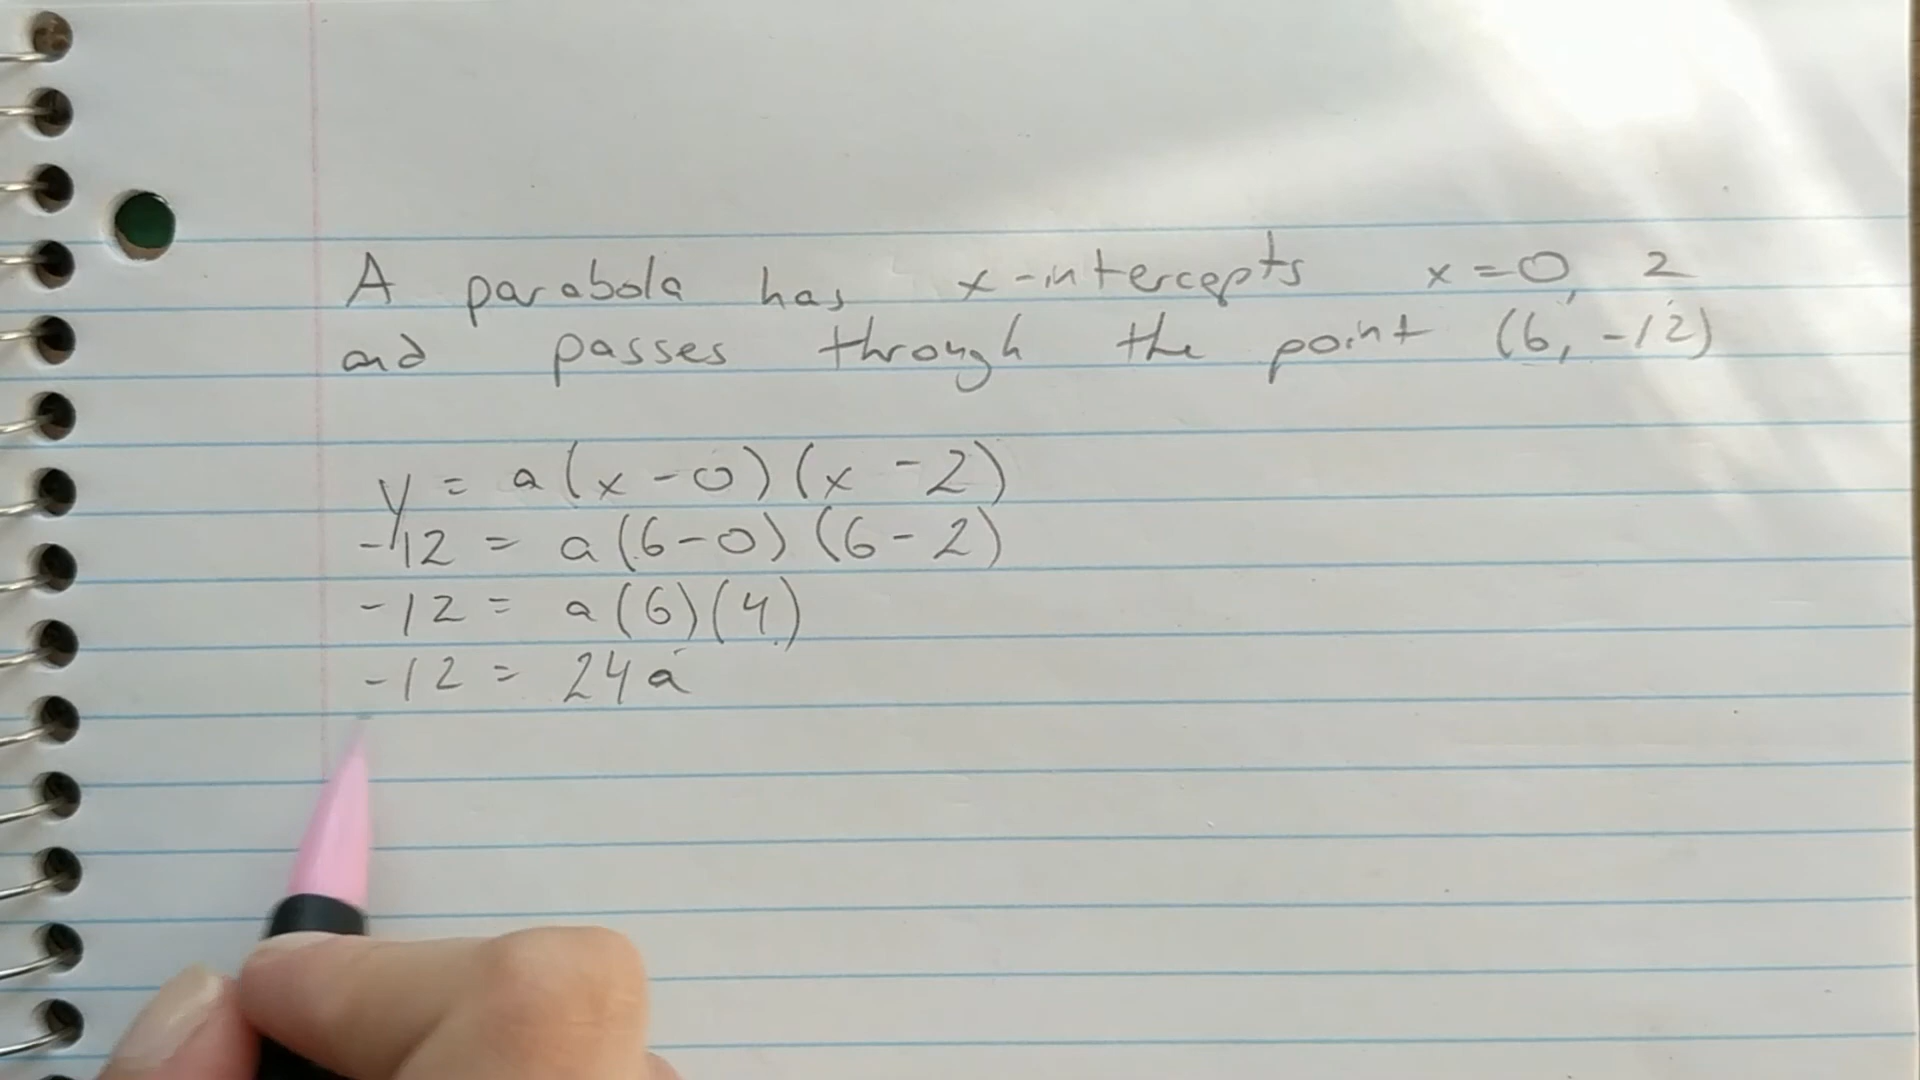 A parabola has x-intercepts x=0, 2
and passes through the point (6, -12)
y = a(x-0)(x-2)
-12 = a(6-0)(6-2)
-12 = a(6)(4)
-12 = 24a